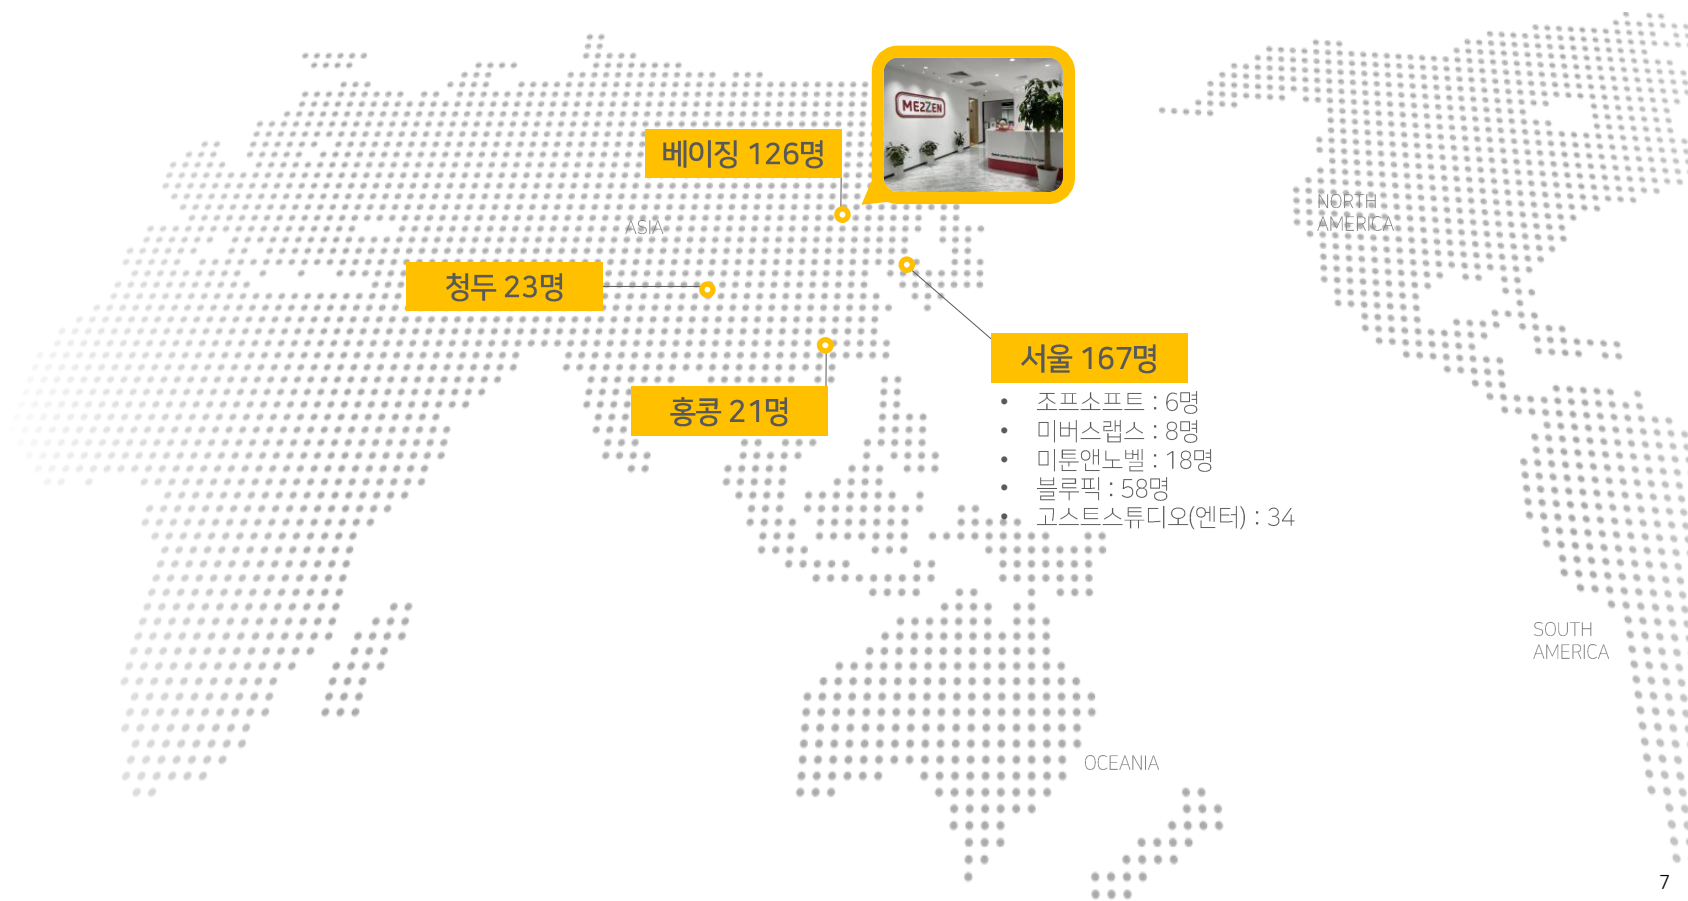 ME2ZEN
베이징 126명
ASIA
NORTH
AMERICA
청두 23명
서울 167명
홍콩 21명
• 조프소프트 : 6명
• 미버스랩스 : 8명
• 미툰앤노벨 : 18명
• 블루픽 : 58명
• 고스트스튜디오(엔터) : 34
SOUTH
AMERICA
OCEANIA
7